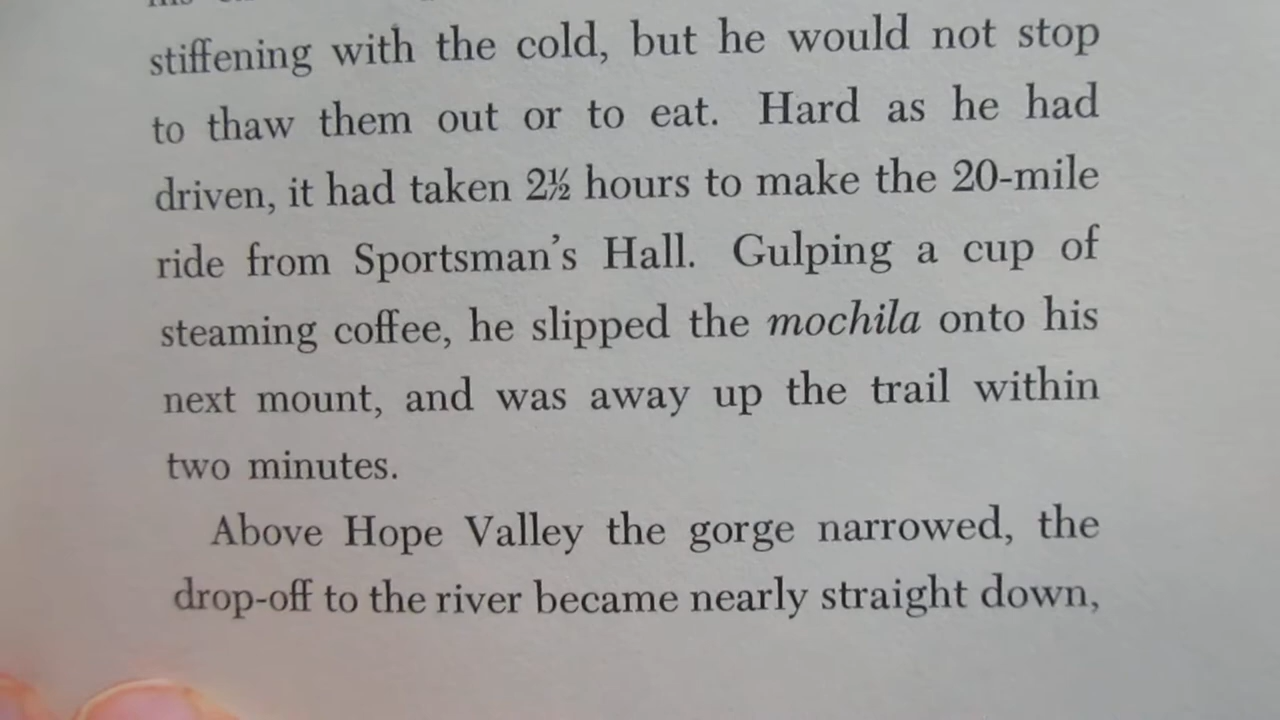 stiffening with the cold, but he would not stop
to thaw them out or to eat. Hard as he had
driven, it had taken 2½ hours to make the 20-mile
ride from Sportsman's Hall. Gulping a cup of
steaming coffee, he slipped the mochila onto his
next mount, and was away up the trail within
two minutes.
Above Hope Valley the gorge narrowed, the
drop-off to the river became nearly straight down,